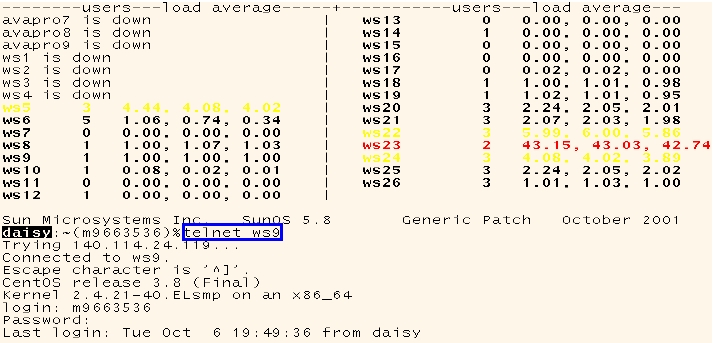 --------users---load average-----+--------users---load average------
avapro7 is down | ws13 0 0.00, 0.00, 0.00
avapro8 is down | ws14 1 0.00, 0.00, 0.00
avapro9 is down | ws15 0 0.00, 0.00, 0.00
ws1 is down | ws16 0 0.00, 0.00, 0.00
ws2 is down | ws17 0 0.02, 0.02, 0.00
ws3 is down | ws18 1 1.00, 1.01, 0.98
ws4 is down | ws19 1 1.02, 1.01, 0.95
ws5 3 4.44, 4.08, 4.02 | ws20 3 2.24, 2.05, 2.01
ws6 5 1.06, 0.74, 0.34 | ws21 3 2.07, 2.03, 1.98
ws7 0 0.00, 0.00, 0.00 | ws22 3 5.99, 6.00, 5.86
ws8 1 1.00, 1.07, 1.03 | ws23 2 43.15, 43.03, 42.74
ws9 1 1.00, 1.00, 1.00 | ws24 3 4.08, 4.02, 3.89
ws10 1 0.08, 0.02, 0.01 | ws25 3 2.24, 2.05, 2.02
ws11 0 0.00, 0.00, 0.00 | ws26 3 1.01, 1.03, 1.00
ws12 1 0.00, 0.00, 0.00 |
Sun Microsystems Inc. SunOS 5.8 Generic Patch October 2001
daisy:~(m9663536)%telnet ws9
Trying 140.114.24.119...
Connected to ws9.
Escape character is '^]'.
CentOS release 3.8 (Final)
Kernel 2.4.21-40.ELsmp on an x86_64
login: m9663536
Password:
Last login: Tue Oct  6 19:49:36 from daisy